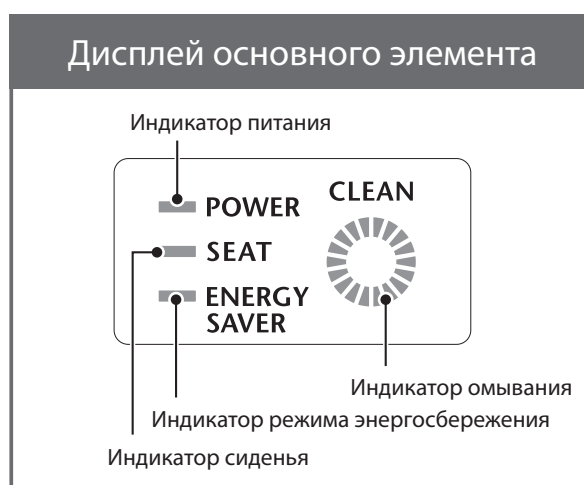 Дисплей основного элемента
Индикатор питания
POWER
CLEAN
SEAT
ENERGY
SAVER
Индикатор омывания
Индикатор режима энергосбережения
Индикатор сиденья